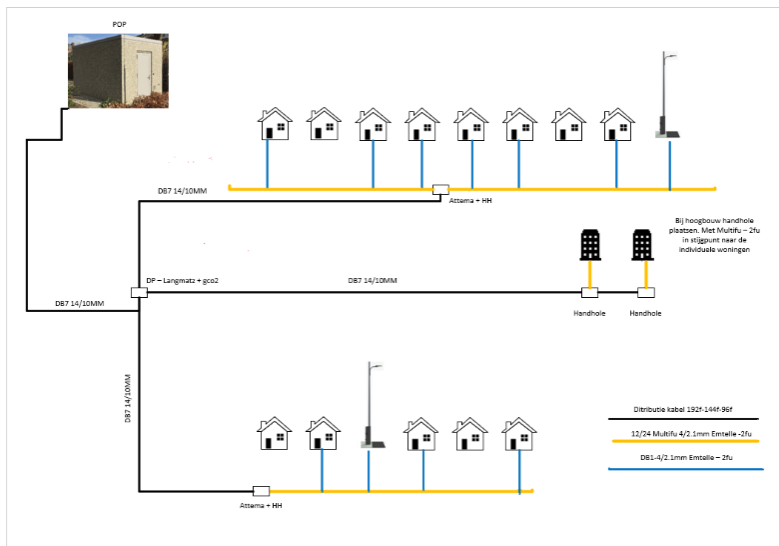 POP
DB7 14/10MM
Attema + HH
Bij hoogbouw handhole
plaatsen. Met Multifu – 2fu
in stijgpunt naar de
individuele woningen
DP – Langmatz + gco2
DB7 14/10MM
DB7 14/10MM
Handhole
Handhole
DB7 14/10MM
Ditributie kabel 192f-144f-96f
12/24 Multifu 4/2.1mm Emtelle -2fu
DB1-4/2.1mm Emtelle – 2fu
Attema + HH